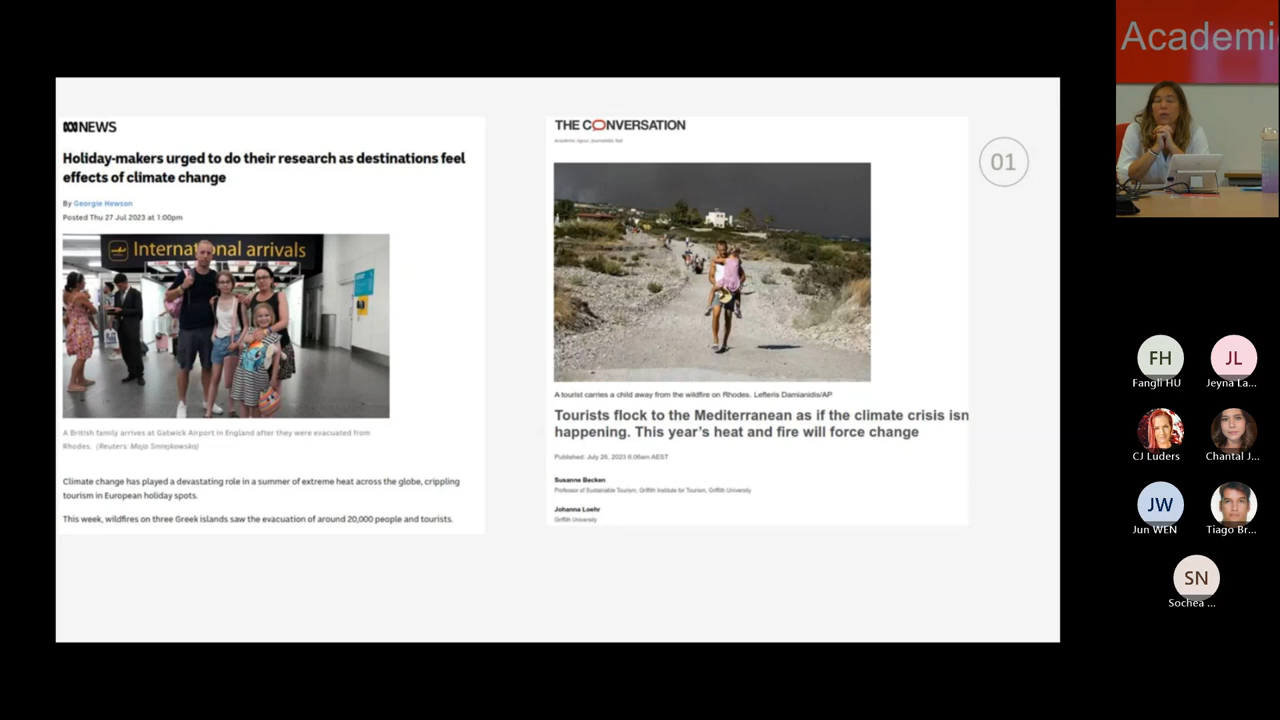 NEWS
Holiday-makers urged to do their research as destinations feel
effects of climate change
By Georgie Hewson
Posted Thu 27 Jul 2023 at 1:00pm
International arrivals
A British family arrives at Gatwick Airport in England after they were evacuated from
Rhodes. (Reuters: Maja Smiejkowska)
Climate change has played a devastating role in a summer of extreme heat across the globe, crippling
tourism in European holiday spots.
This week, wildfires on three Greek islands saw the evacuation of around 20,000 people and tourists.
THE CONVERSATION
Academic rigour, journalistic flair
A tourist carries a child away from the wildfire on Rhodes. Lefteris Damianidis/AP
Tourists flock to the Mediterranean as if the climate crisis isn
happening. This year's heat and fire will force change
Published: July 26, 2023 6.06am AEST
Susanne Becken
Professor of Sustainable Tourism, Griffith Institute for Tourism, Griffith University
Johanna Loehr
Griffith University
01
Academi
FH
Fangli HU
JL
Jeyna La...
CJ Luders
Chantal J...
JW
Jun WEN
Tiago Br...
SN
Sochea ...